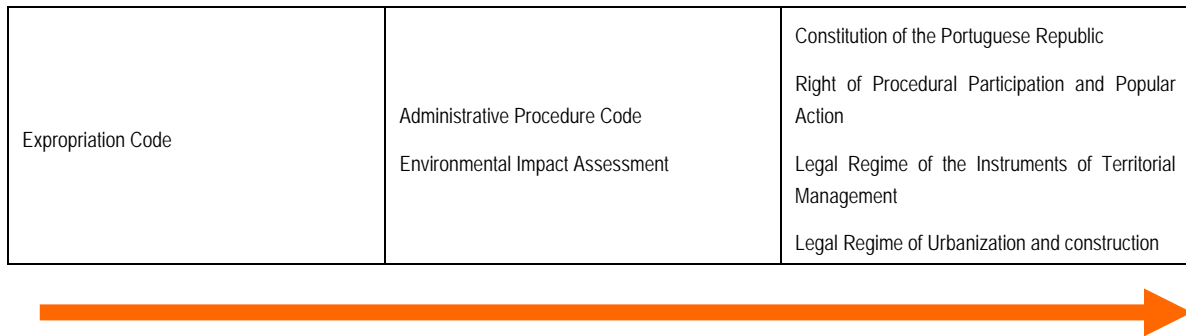 Expropriation Code
Administrative Procedure Code
Environmental Impact Assessment
Constitution of the Portuguese Republic
Right of Procedural Participation and Popular
Action
Legal Regime of the Instruments of Territorial
Management
Legal Regime of Urbanization and construction